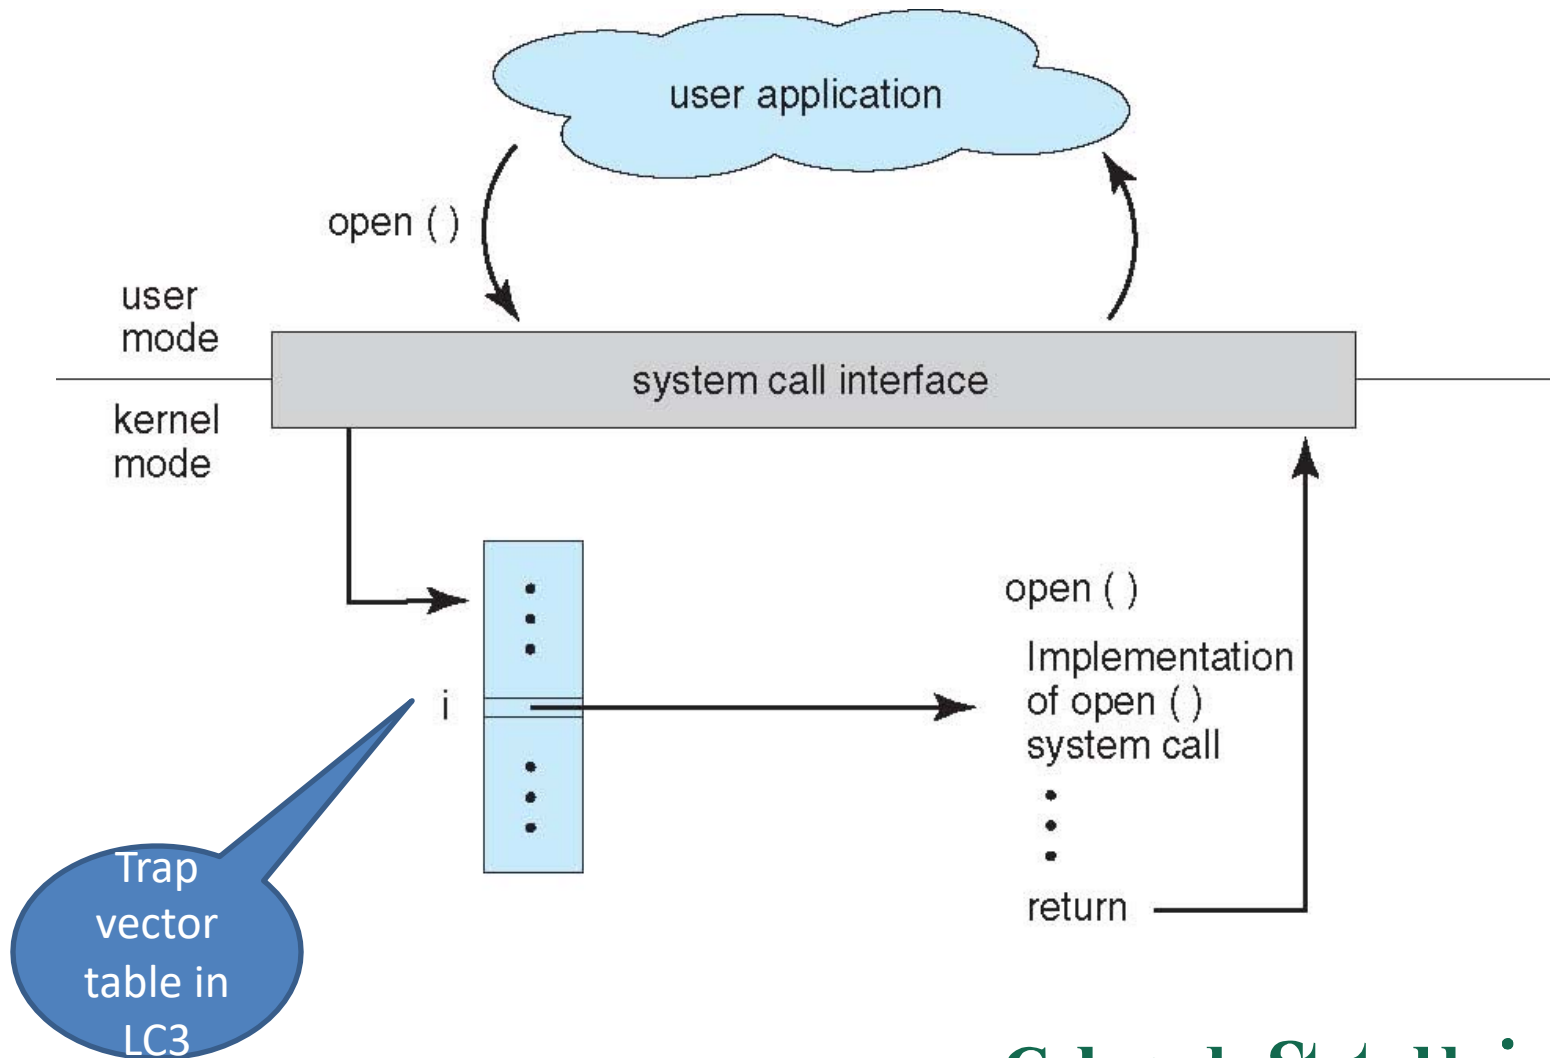 user application
open ( )
user
mode
system call interface
kernel
mode
open ( )
Implementation
of open ( )
system call
i
return
Trap
vector
table in
LC3